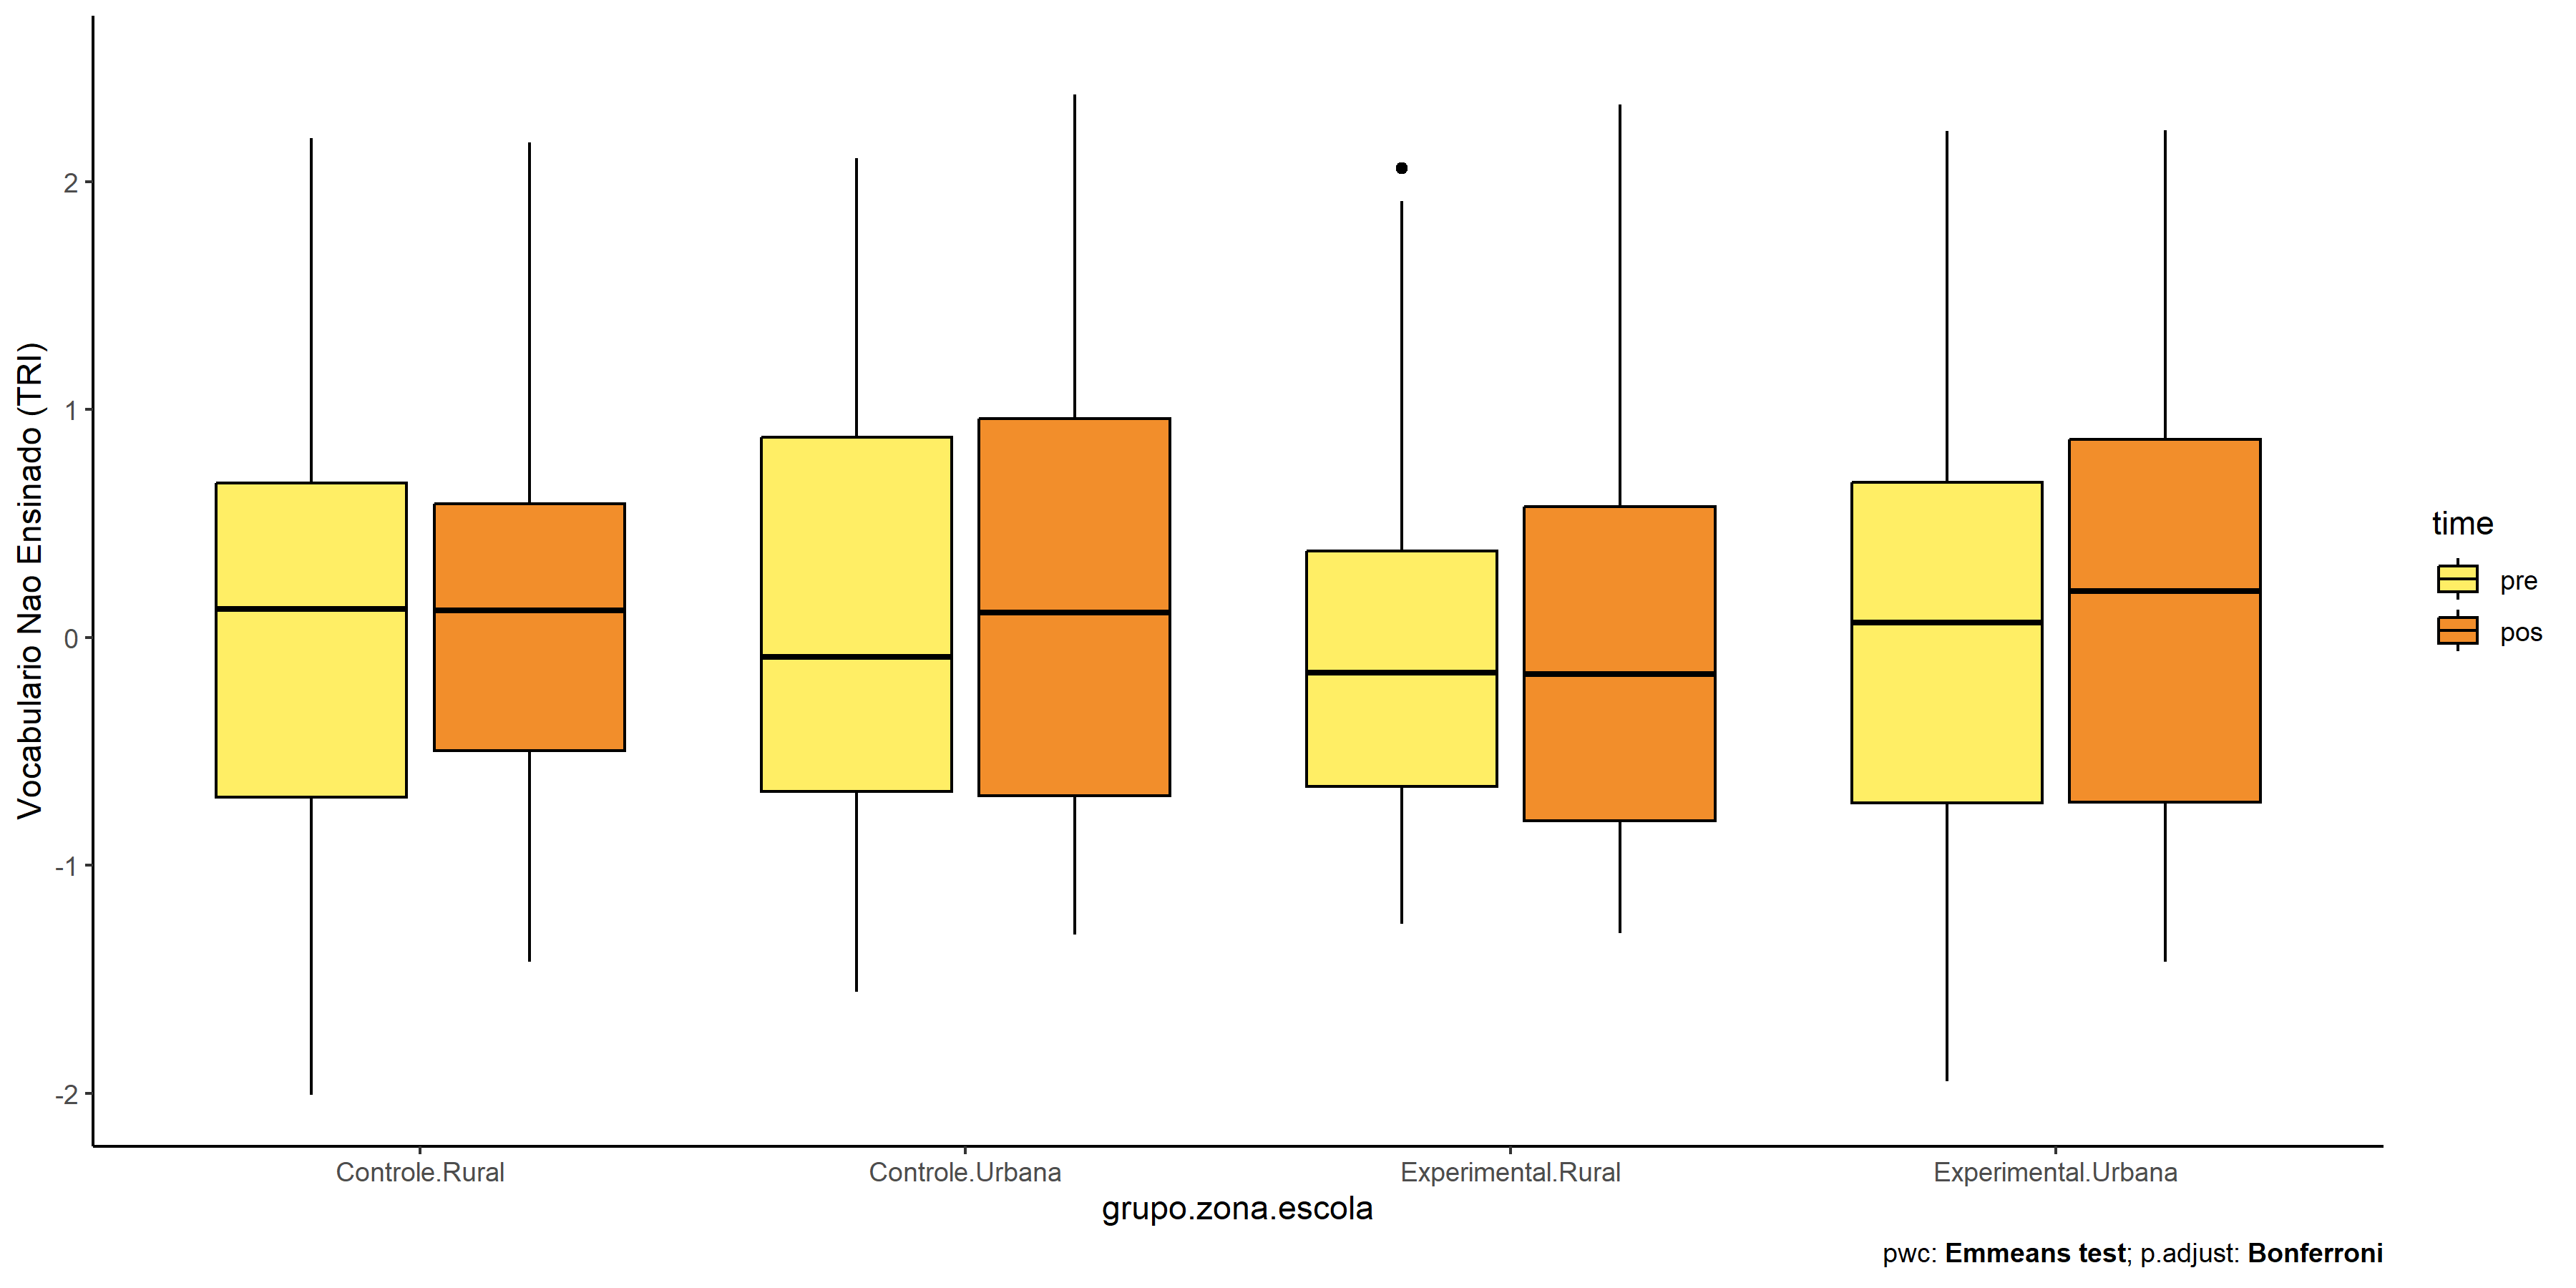 Vocabulario Nao Ensinado (TRI)
2
1
0
-1
-2
Controle.Rural
Controle.Urbana
Experimental.Rural
Experimental.Urbana
grupo.zona.escola
time
pre
pos
pwc: Emmeans test; p.adjust: Bonferroni